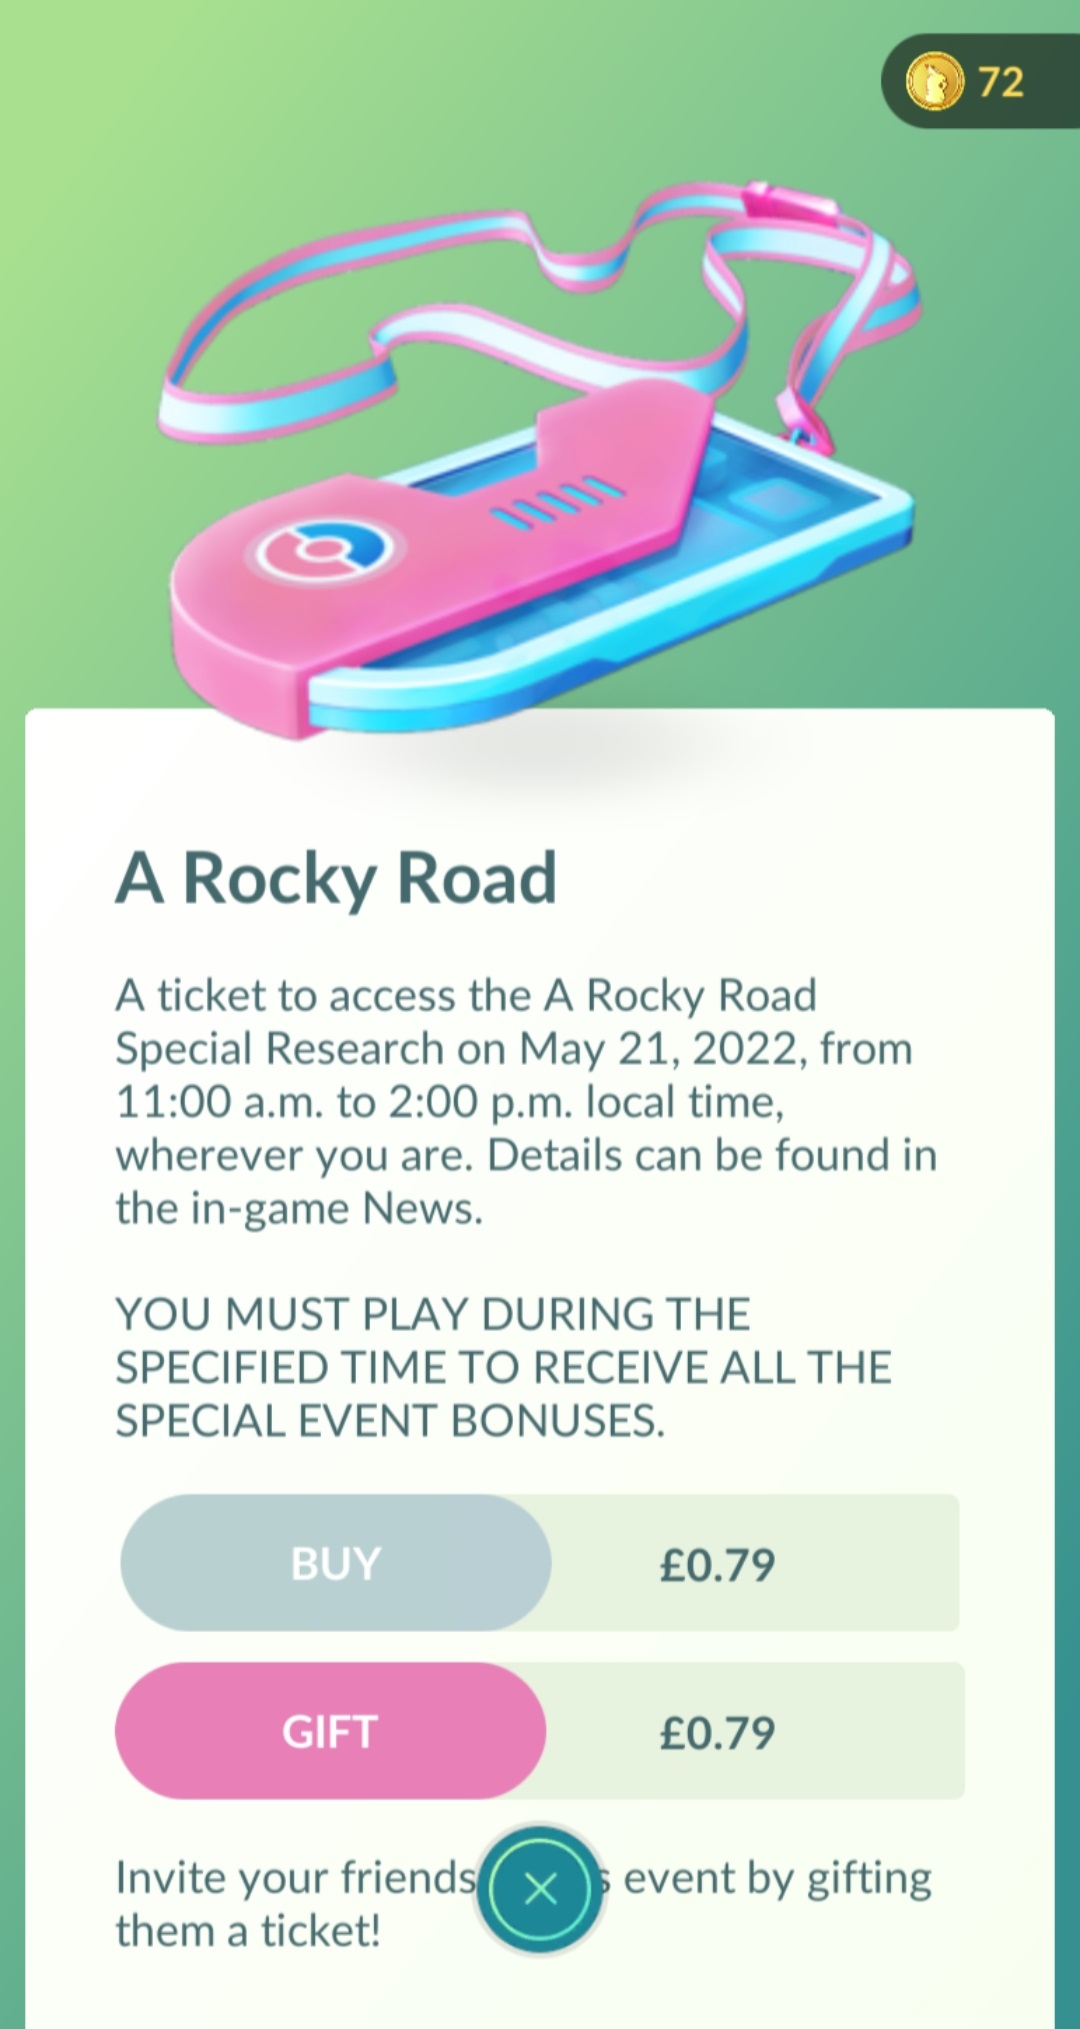 72
A Rocky Road
A ticket to access the A Rocky Road
Special Research on May 21, 2022, from
11:00 a.m. to 2:00 p.m. local time,
wherever you are. Details can be found in
the in-game News.
YOU MUST PLAY DURING THE
SPECIFIED TIME TO RECEIVE ALL THE
SPECIAL EVENT BONUSES.
BUY £0.79
GIFT £0.79
Invite your friends event by gifting
them a ticket!